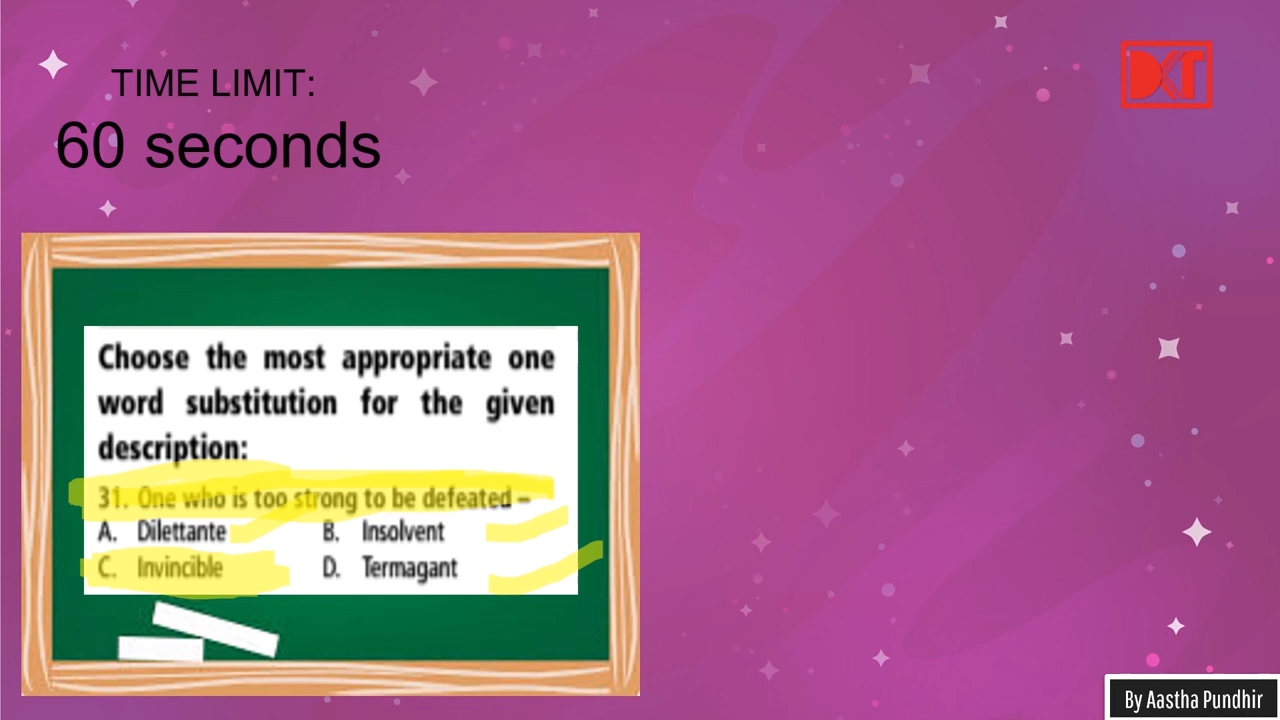 TIME LIMIT:
60 seconds
DKT
Choose the most appropriate one
word substitution for the given
description:
31. One who is too strong to be defeated –
A. Dilettante B. Insolvent
C. Invincible D. Termagant
By Aastha Pundhir